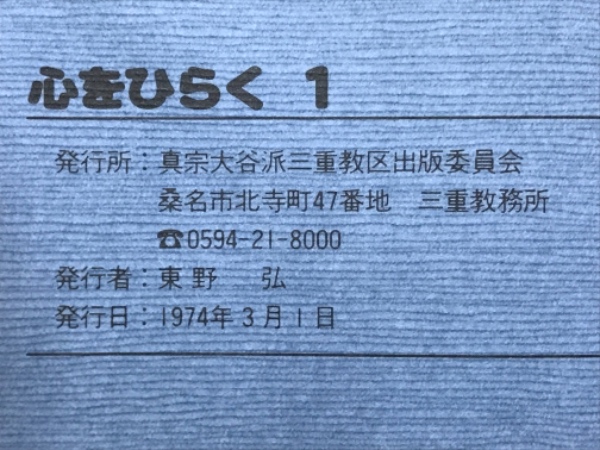 心をひらく 1
発行所：真宗大谷派三重教区出版委員会
桑名市北寺町47番地　三重教務所
☎0594-21-8000
発行者：東野　弘
発行日：1974年3月1日